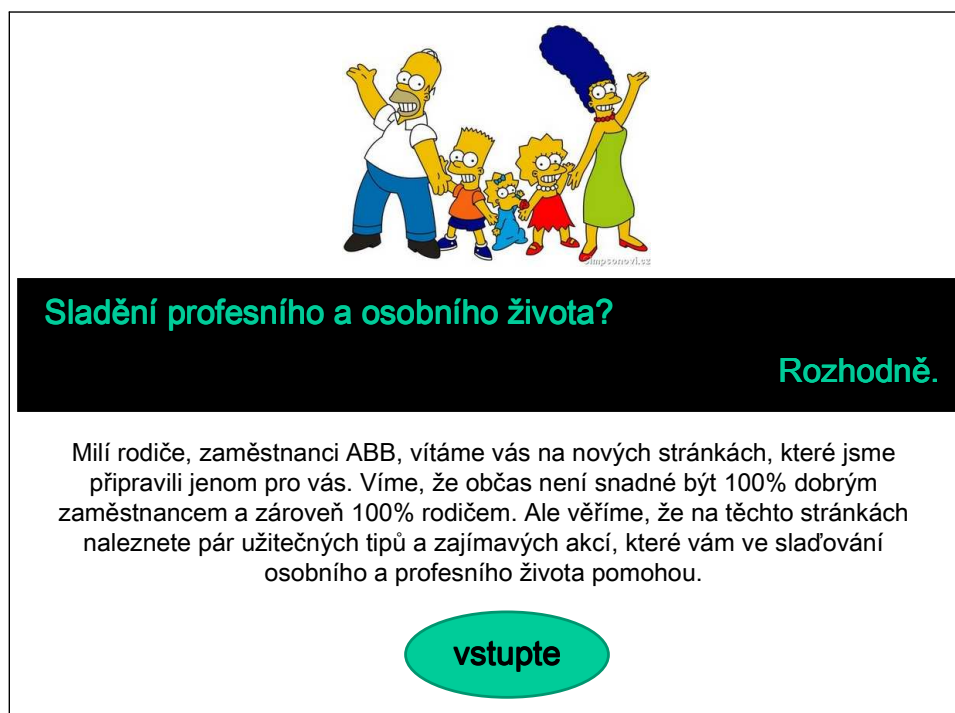 simpsonovi.cz
Sladění profesního a osobního života?
Rozhodně.
Milí rodiče, zaměstnanci ABB, vítáme vás na nových stránkách, které jsme
připravili jenom pro vás. Víme, že občas není snadné být 100% dobrým
zaměstnancem a zároveň 100% rodičem. Ale věříme, že na těchto stránkách
naleznete pár užitečných tipů a zajímavých akcí, které vám ve slaďování
osobního a profesního života pomohou.
vstupte